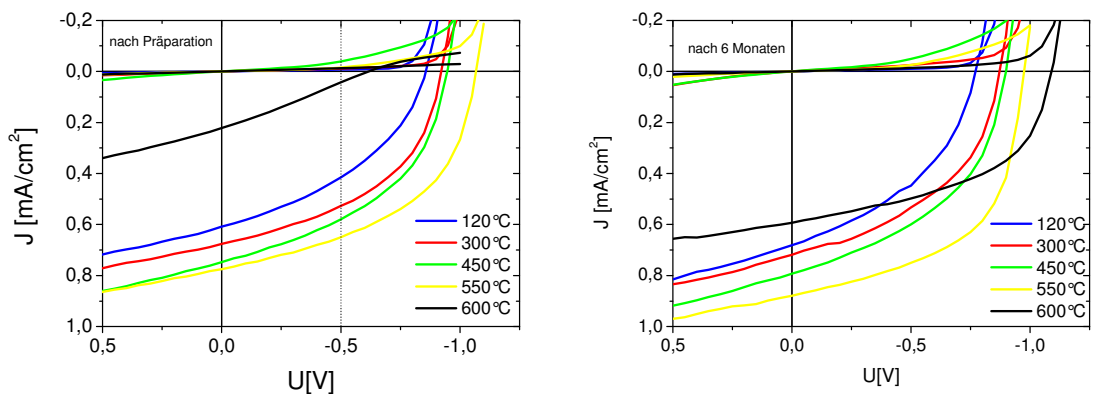 nach Präparation
-0,2
0,0
0,2
0,4
0,6
0,8
1,0
J [mA/cm²]
0,5
0,0
-0,5
-1,0
U[V]
120°C
300°C
450°C
550°C
600°C
nach 6 Monaten
-0,2
0,0
0,2
0,4
0,6
0,8
1,0
J [mA/cm²]
0,5
0,0
-0,5
-1,0
U[V]
120°C
300°C
450°C
550°C
600°C